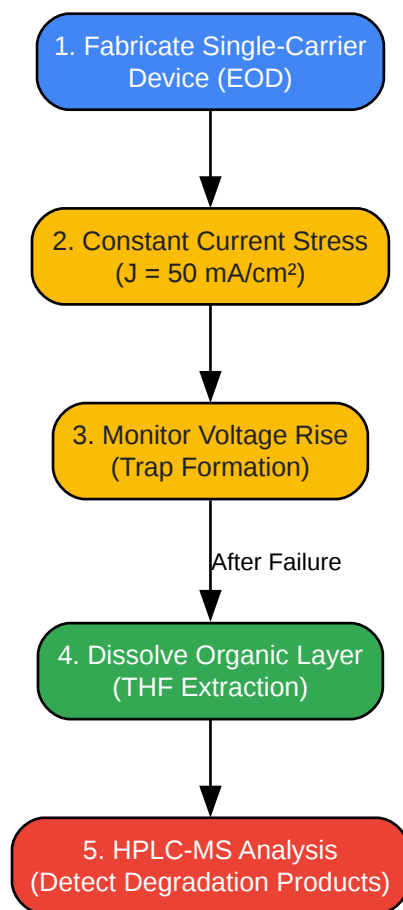 1. Fabricate Single-Carrier
Device (EOD)
2. Constant Current Stress
(J = 50 mA/cm²)
3. Monitor Voltage Rise
(Trap Formation)
After Failure
4. Dissolve Organic Layer
(THF Extraction)
5. HPLC-MS Analysis
(Detect Degradation Products)